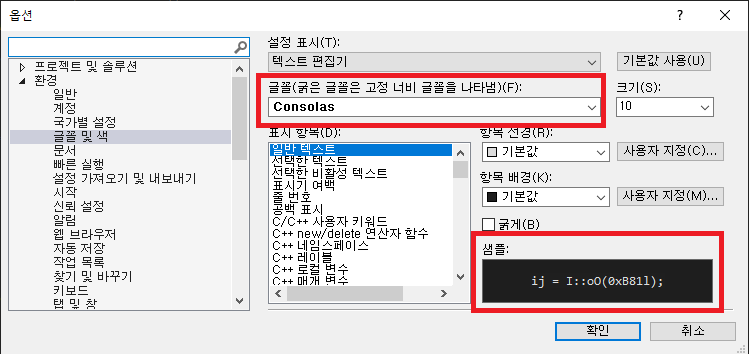 옵션
?
프로젝트 및 솔루션
환경
일반
계정
국가별 설정
글꼴 및 색
문서
빠른 실행
설정 가져오기 및 내보내기
시작
신뢰 설정
알림
웹 브라우저
자동 저장
작업 목록
찾기 및 바꾸기
키보드
탭 및 창
설정 표시(T):
텍스트 편집기
기본값 사용(U)
글꼴(굵은 글꼴은 고정 너비 글꼴을 나타냄)(F):
Consolas
크기(S):
10
표시 항목(D):
일반 텍스트
선택한 텍스트
선택한 비활성 텍스트
표시기 여백
줄 번호
공백 표시
C/C++ 사용자 키워드
C++ new/delete 연산자 함수
C++ 네임스페이스
C++ 레이블
C++ 로컬 변수
C++ 매개 변수
항목 전경(R):
기본값
사용자 지정(C)...
항목 배경(K):
기본값
사용자 지정(M)...
굵게(B)
샘플:
ij = I::oO(0xB81l);
확인
취소